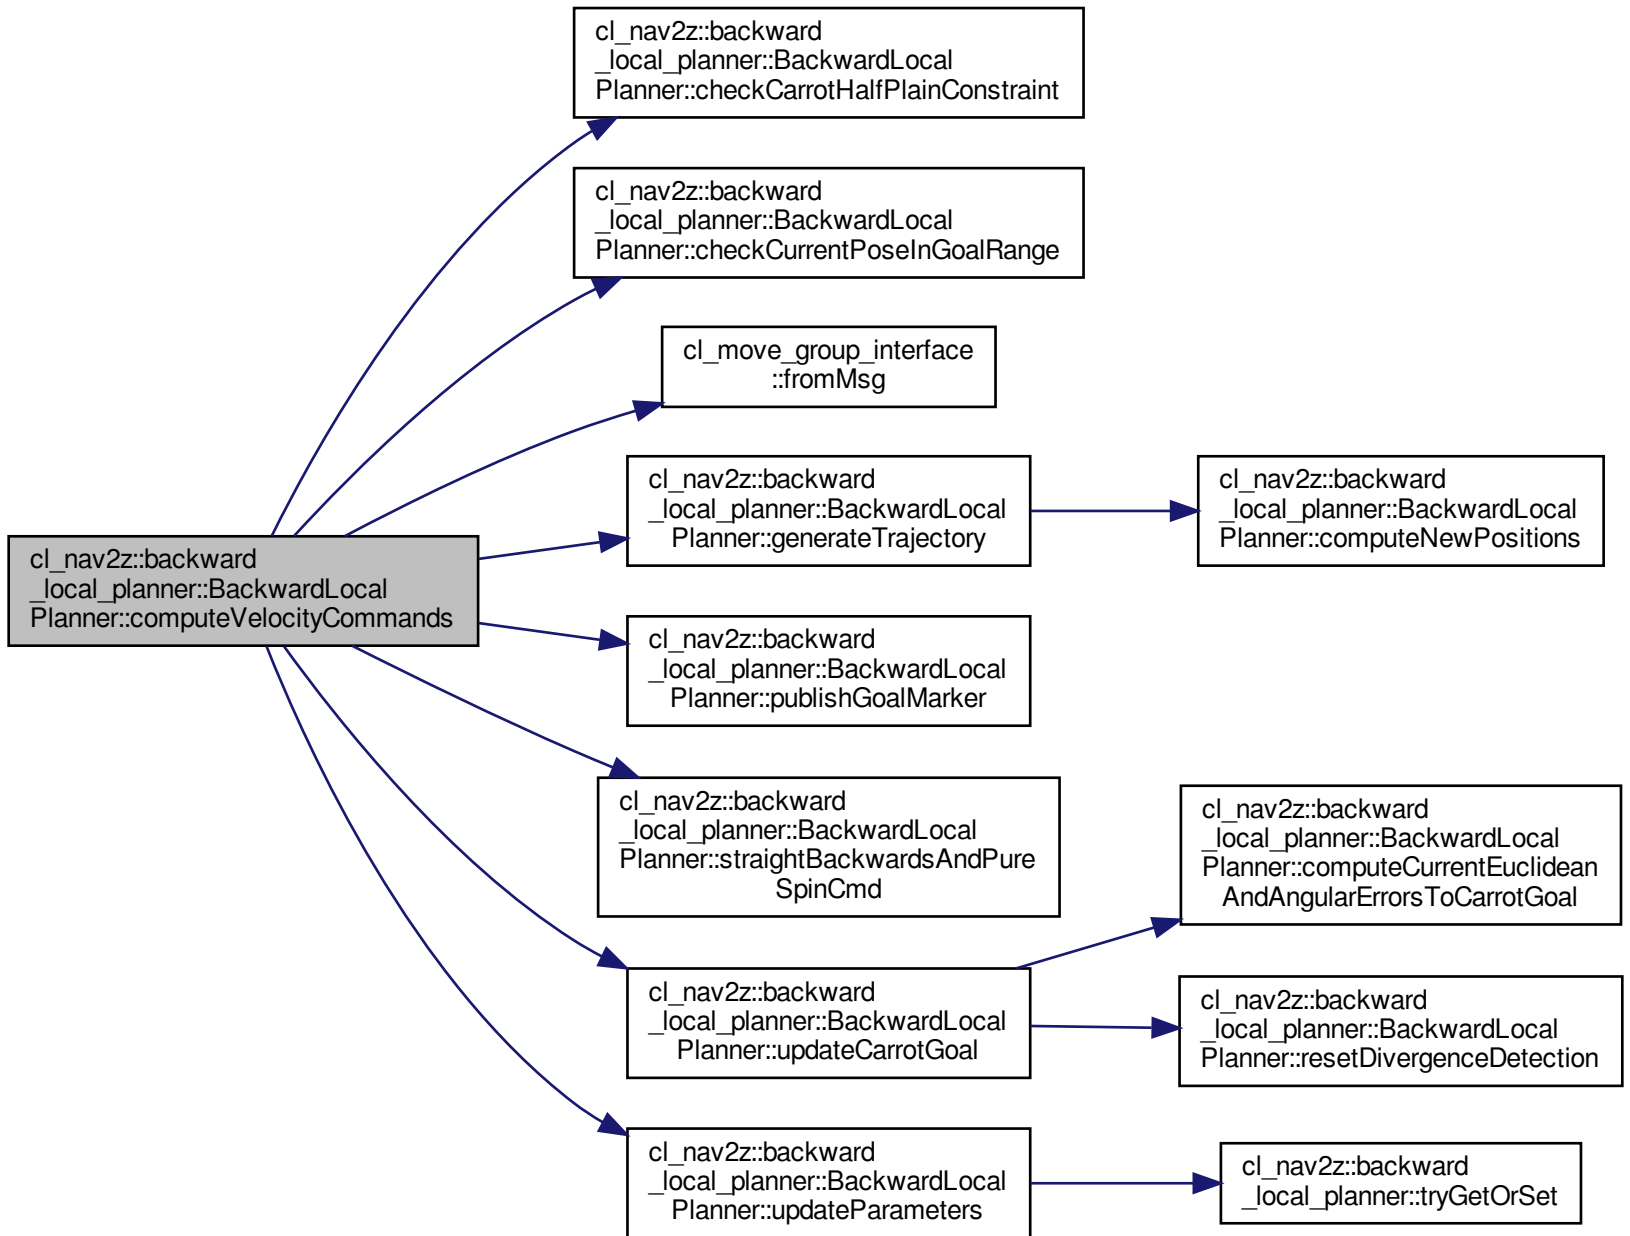 cl_nav2z::backward
_local_planner::BackwardLocal
Planner::checkCarrotHalfPlainConstraint
cl_nav2z::backward
_local_planner::BackwardLocal
Planner::checkCurrentPoseInGoalRange
cl_move_group_interface
::fromMsg
cl_nav2z::backward
_local_planner::BackwardLocal
Planner::generateTrajectory
cl_nav2z::backward
_local_planner::BackwardLocal
Planner::computeNewPositions
cl_nav2z::backward
_local_planner::BackwardLocal
Planner::computeVelocityCommands
cl_nav2z::backward
_local_planner::BackwardLocal
Planner::publishGoalMarker
cl_nav2z::backward
_local_planner::BackwardLocal
Planner::straightBackwardsAndPure
SpinCmd
cl_nav2z::backward
_local_planner::BackwardLocal
Planner::computeCurrentEuclidean
AndAngularErrorsToCarrotGoal
cl_nav2z::backward
_local_planner::BackwardLocal
Planner::updateCarrotGoal
cl_nav2z::backward
_local_planner::BackwardLocal
Planner::resetDivergenceDetection
cl_nav2z::backward
_local_planner::BackwardLocal
Planner::updateParameters
cl_nav2z::backward
_local_planner::tryGetOrSet